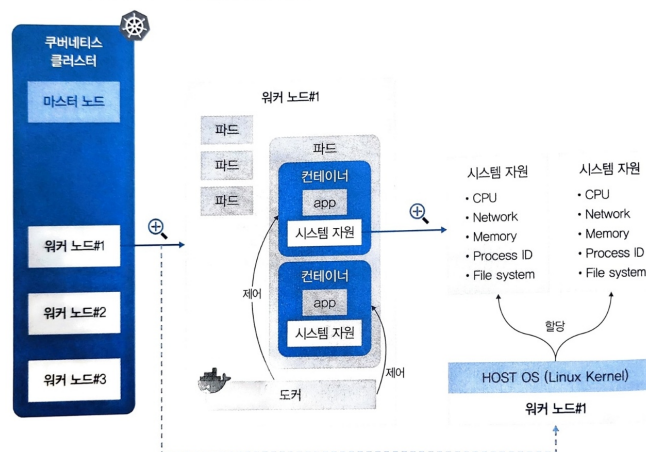 쿠버네티스
클러스터
마스터 노드
워커 노드#1
워커 노드#2
워커 노드#3
워커 노드#1
파드
파드
파드
파드
컨테이너
app
시스템 자원
컨테이너
app
시스템 자원
제어
제어
도커
시스템 자원
• CPU
• Network
• Memory
• Process ID
• File system
시스템 자원
• CPU
• Network
• Memory
• Process ID
• File system
할당
HOST OS (Linux Kernel)
워커 노드#1